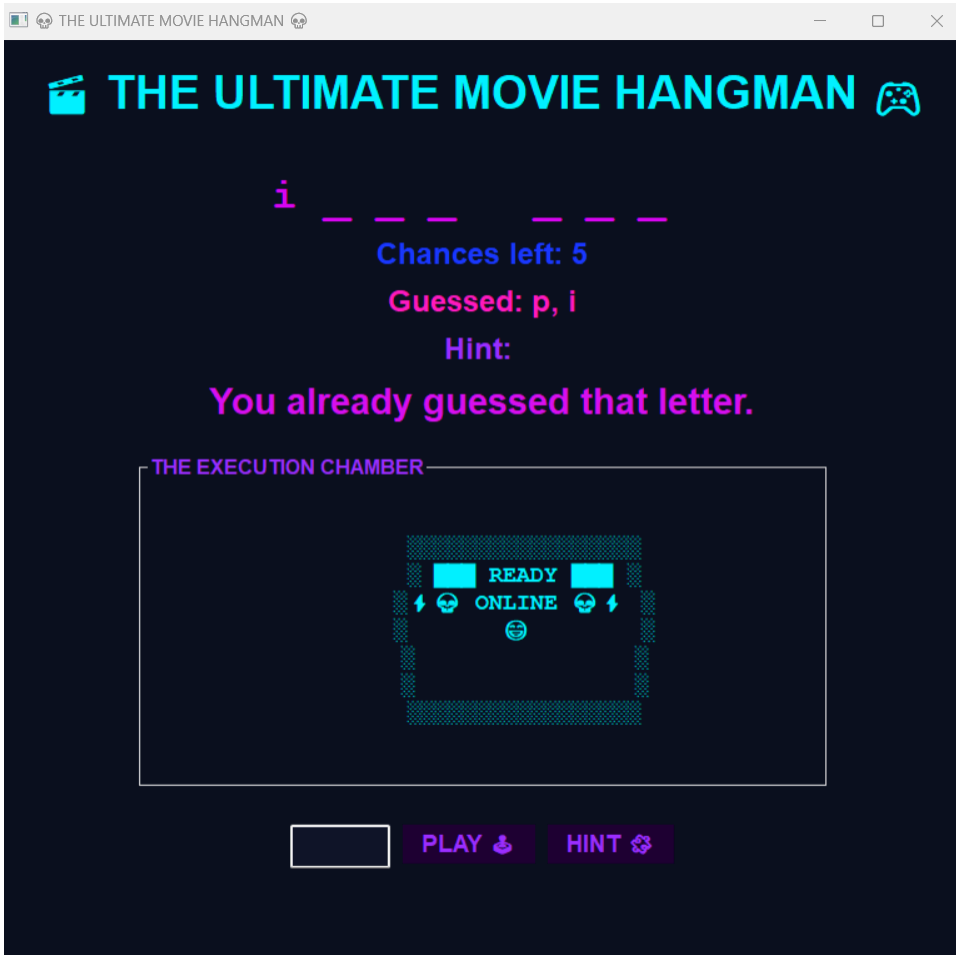 THE ULTIMATE MOVIE HANGMAN
THE ULTIMATE MOVIE HANGMAN
i _ _ _   _ _ _
Chances left: 5
Guessed: p, i
Hint:
You already guessed that letter.
THE EXECUTION CHAMBER
READY
ONLINE
PLAY HINT